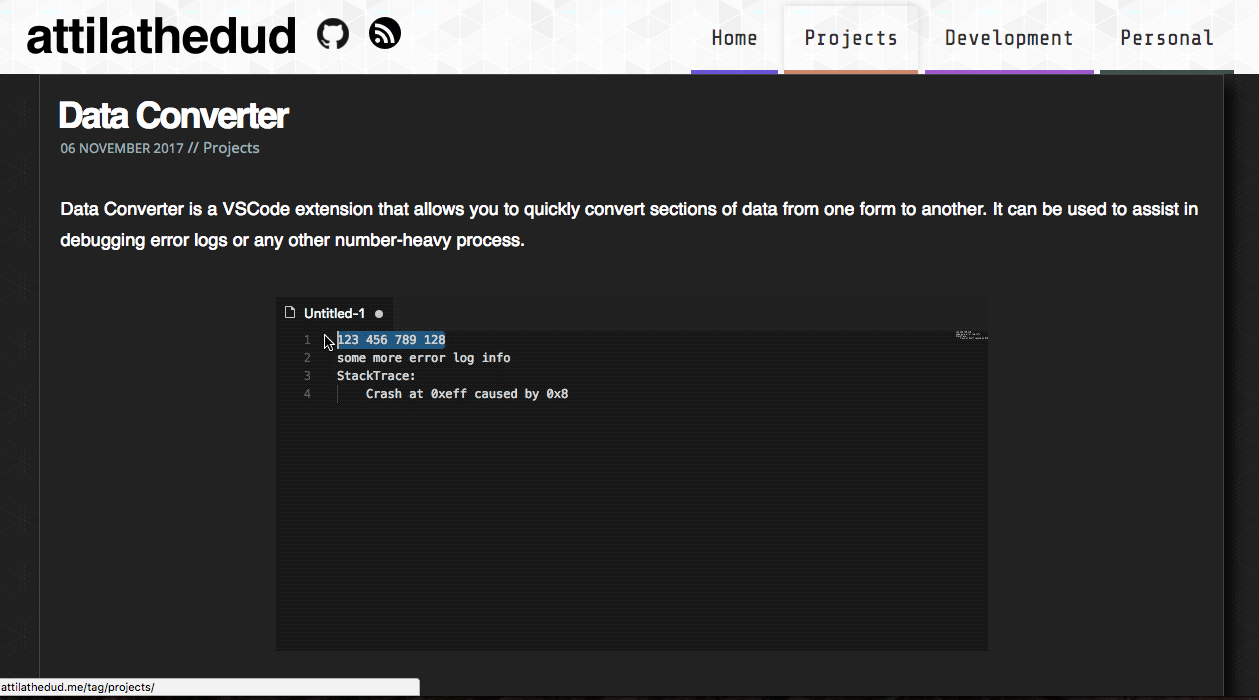 attilathedud
Home Projects Development Personal
Data Converter
06 NOVEMBER 2017 // Projects
Data Converter is a VSCode extension that allows you to quickly convert sections of data from one form to another. It can be used to assist in
debugging error logs or any other number-heavy process.
Untitled-1
1 123 456 789 128
2 some more error log info
3 StackTrace:
4 Crash at 0xeff caused by 0x8
attilathedud.me/tag/projects/